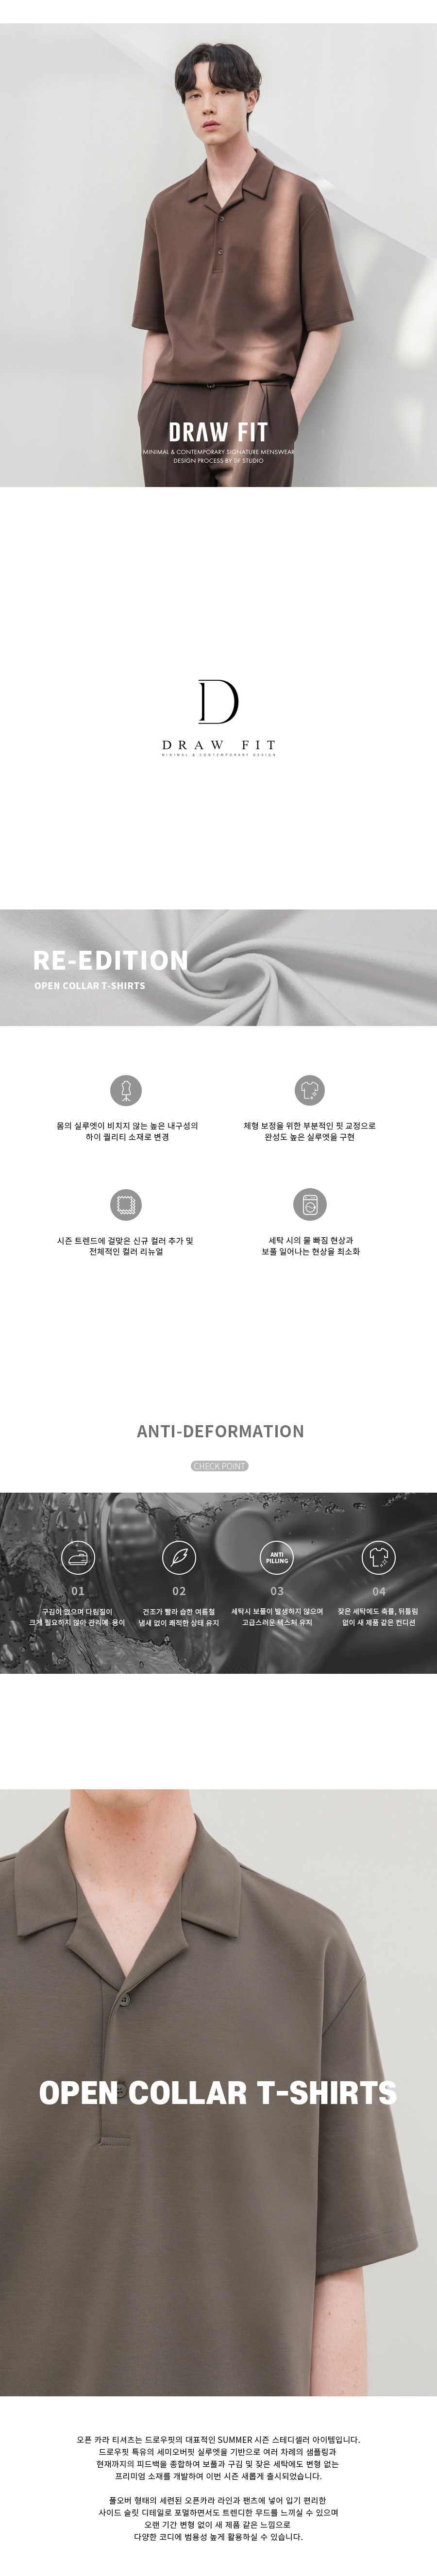 DRAW FIT
MINIMAL & CONTEMPORARY SIGNATURE MENSWEAR
DESIGN PROCESS BY DF STUDIO
D
DRAW FIT
MINIMAL & CONTEMPORARY DESIGN
RE-EDITION
OPEN COLLAR T-SHIRTS
몸의 실루엣이 비치지 않는 높은 내구성의
하이 퀄리티 소재로 변경
체형 보정을 위한 부분적인 핏 교정으로
완성도 높은 실루엣을 구현
시즌 트렌드에 걸맞은 신규 컬러 추가 및
전체적인 컬러 리뉴얼
세탁 시의 물 빠짐 현상과
보풀 일어나는 현상을 최소화
ANTI-DEFORMATION
CHECK POINT
01
구김이 없으며 다림질이
크게 필요하지 않아 관리에 용이
02
건조가 빨라 습한 여름철
냄새 없이 쾌적한 상태 유지
ANTI
PILLING
03
세탁시 보풀이 발생하지 않으며
고급스러운 텍스처 유지
04
잦은 세탁에도 축률, 뒤틀림
없이 새 제품 같은 컨디션
OPEN COLLAR T-SHIRTS
오픈 카라 티셔츠는 드로우핏의 대표적인 SUMMER 시즌 스테디셀러 아이템입니다.
드로우핏 특유의 세미오버핏 실루엣을 기반으로 여러 차례의 샘플링과
현재까지의 피드백을 종합하여 보풀과 구김 및 잦은 세탁에도 변형 없는
프리미엄 소재를 개발하여 이번 시즌 새롭게 출시되었습니다.
풀오버 형태의 세련된 오픈카라 라인과 팬츠에 넣어 입기 편리한
사이드 슬릿 디테일로 포멀하면서도 트렌디한 무드를 느끼실 수 있으며
오랜 기간 변형 없이 새 제품 같은 느낌으로
다양한 코디에 범용성 높게 활용하실 수 있습니다.